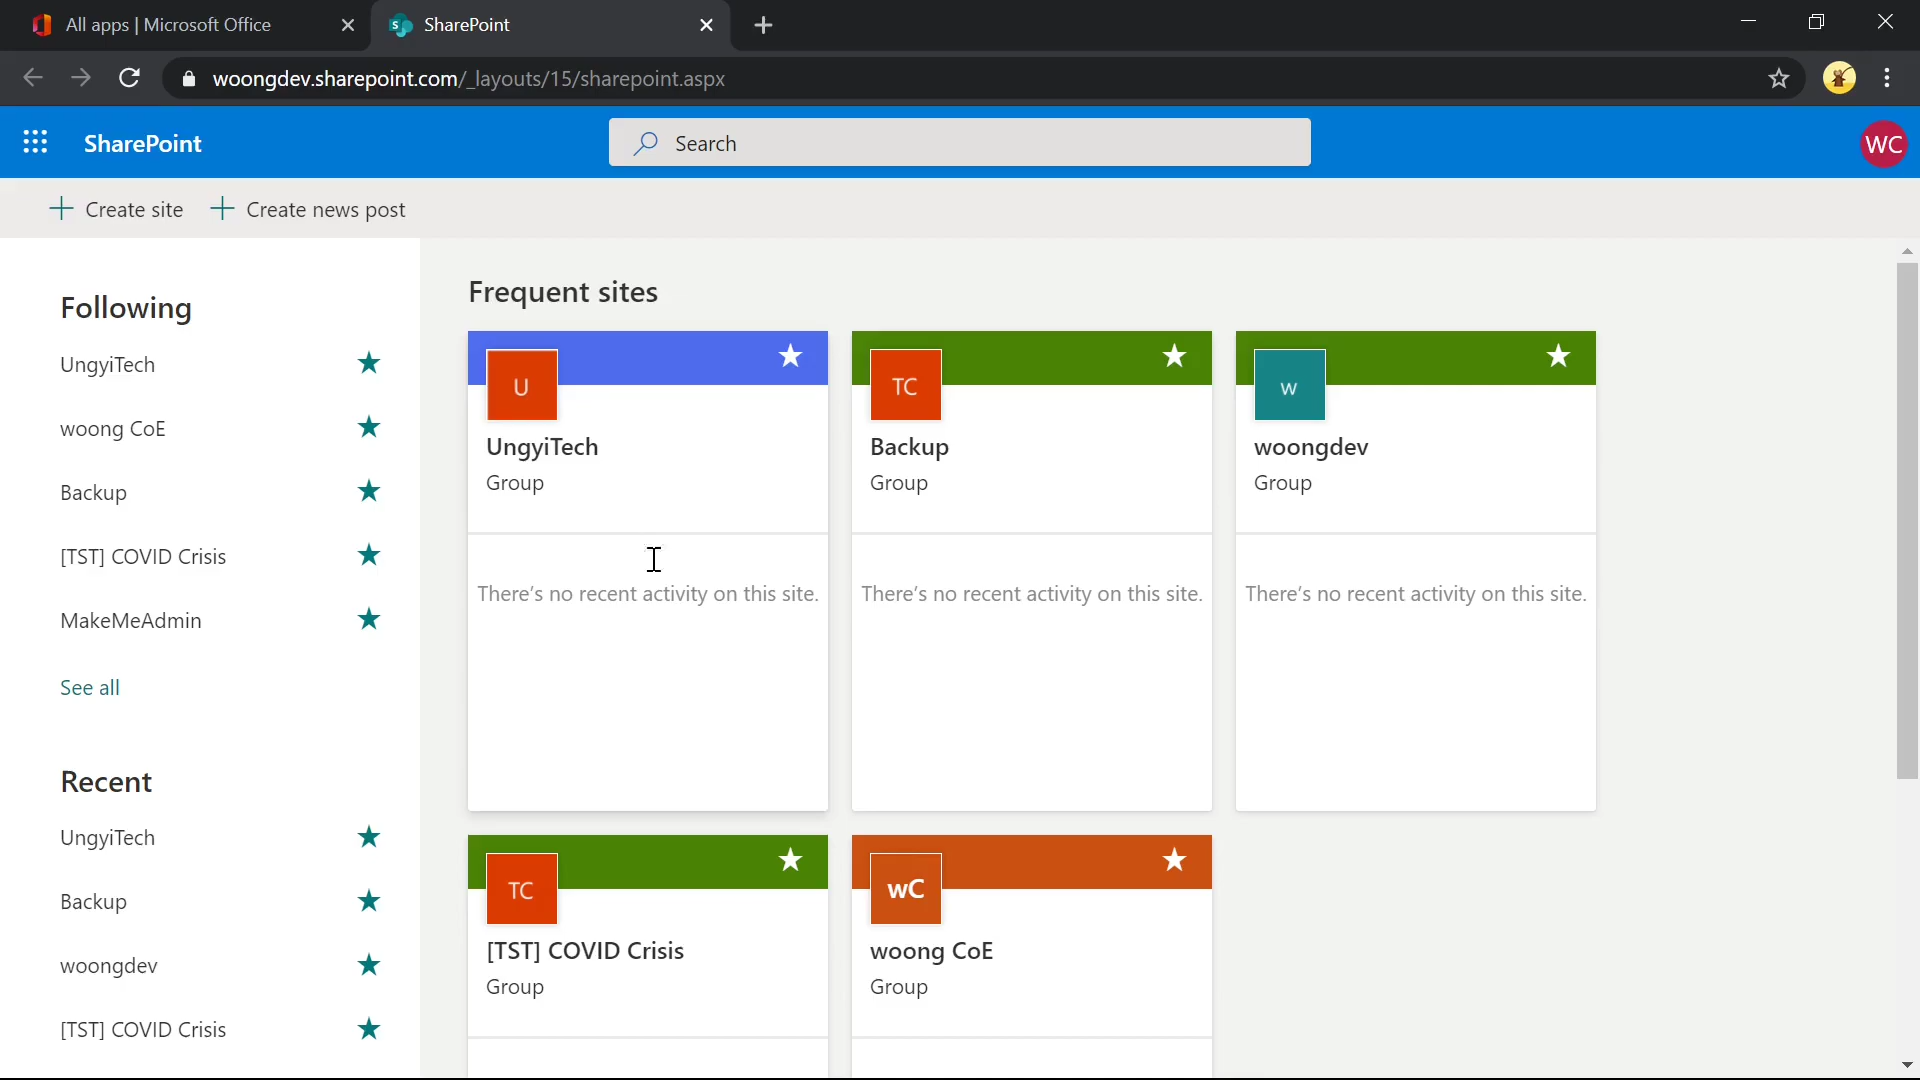 All apps | Microsoft Office
SharePoint
woongdev.sharepoint.com/_layouts/15/sharepoint.aspx
SharePoint
Search
WC
Create site
Create news post
Following
UngyiTech
woong CoE
Backup
[TST] COVID Crisis
MakeMeAdmin
See all
Recent
UngyiTech
Backup
woongdev
[TST] COVID Crisis
Frequent sites
U
UngyiTech
Group
There's no recent activity on this site.
TC
Backup
Group
There's no recent activity on this site.
w
woongdev
Group
There's no recent activity on this site.
TC
[TST] COVID Crisis
Group
wC
woong CoE
Group